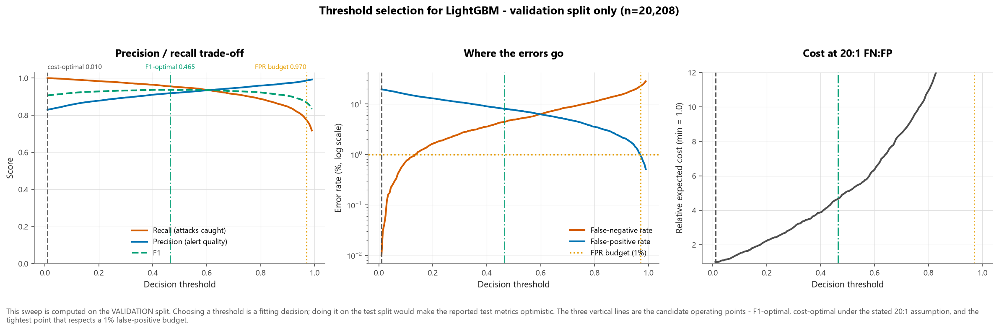 Threshold selection for LightGBM - validation split only (n=20,208)
Precision / recall trade-off
cost-optimal 0.010
F1-optimal 0.465
FPR budget 0.970
Score
1.0
0.8
0.6
0.4
0.2
0.0
Recall (attacks caught)
Precision (alert quality)
F1
0.0 0.2 0.4 0.6 0.8 1.0
Decision threshold
Where the errors go
Error rate (%, log scale)
10¹
10⁰
10⁻¹
10⁻²
False-negative rate
False-positive rate
FPR budget (1%)
0.0 0.2 0.4 0.6 0.8 1.0
Decision threshold
Cost at 20:1 FN:FP
Relative expected cost (min = 1.0)
12
10
8
6
4
2
0.0 0.2 0.4 0.6 0.8 1.0
Decision threshold
This sweep is computed on the VALIDATION split. Choosing a threshold is a fitting decision; doing it on the test split would make the reported test metrics optimistic. The three vertical lines are the candidate operating points - F1-optimal, cost-optimal under the stated 20:1 assumption, and the
tightest point that respects a 1% false-positive budget.